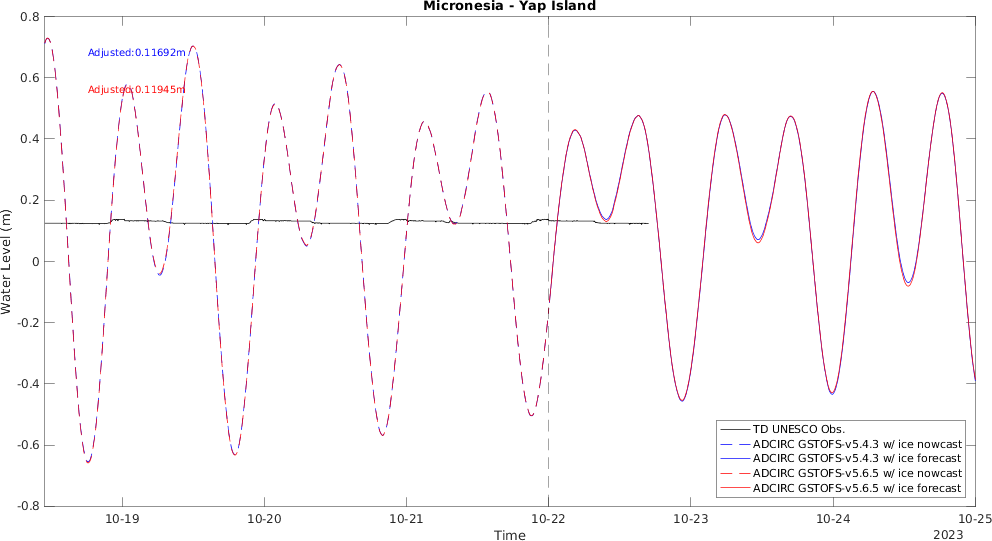 Micronesia - Yap Island
Adjusted:0.11692m
Adjusted:0.11945m
Water Level (m)
0.8
0.6
0.4
0.2
0
-0.2
-0.4
-0.6
-0.8
TD UNESCO Obs.
ADCIRC GSTOFS-v5.4.3 w/ ice nowcast
ADCIRC GSTOFS-v5.4.3 w/ ice forecast
ADCIRC GSTOFS-v5.6.5 w/ ice nowcast
ADCIRC GSTOFS-v5.6.5 w/ ice forecast
10-19 10-20 10-21 10-22 10-23 10-24 10-25
Time
2023